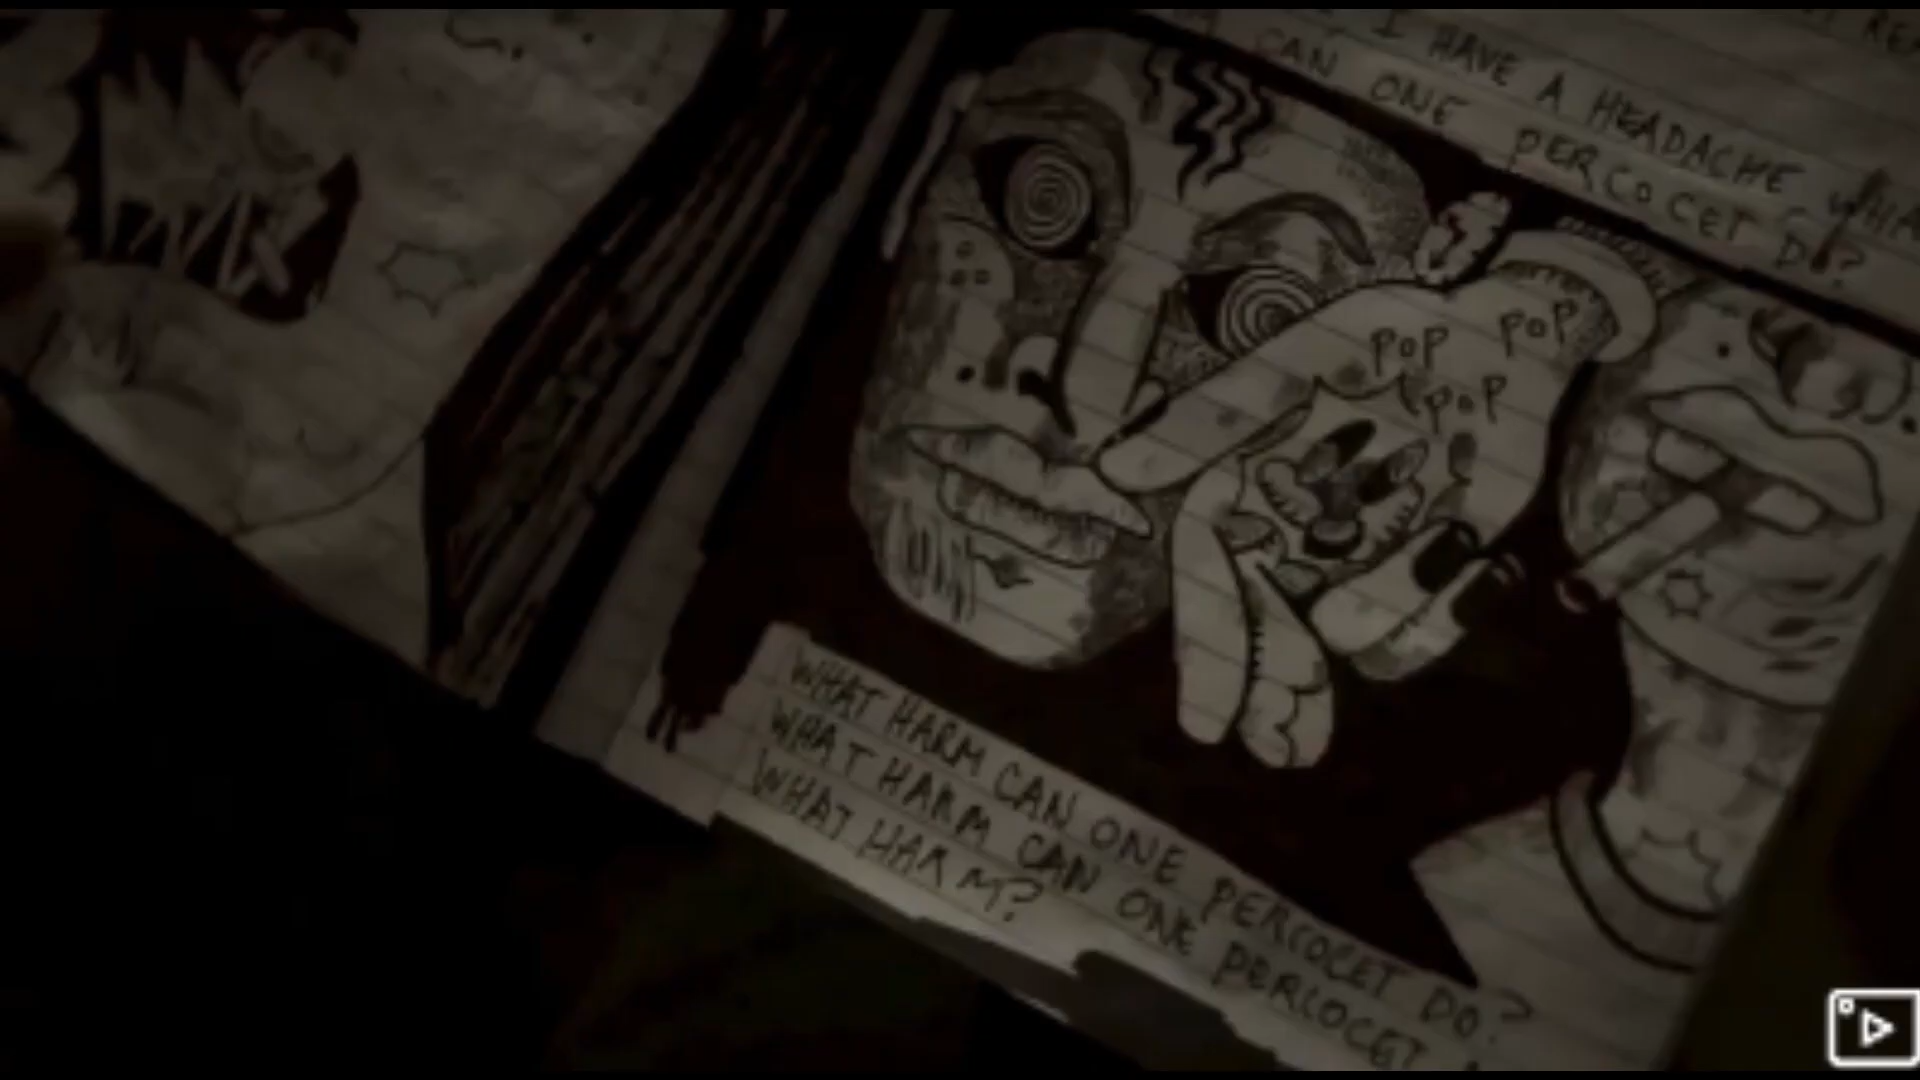 I HAVE A HEADACHE, WHAT
CAN ONE PERCOCET DO?
POP POP
POP
WHAT HARM CAN ONE PERCOCET DO?
WHAT HARM CAN ONE PERCOCET
WHAT HARM?